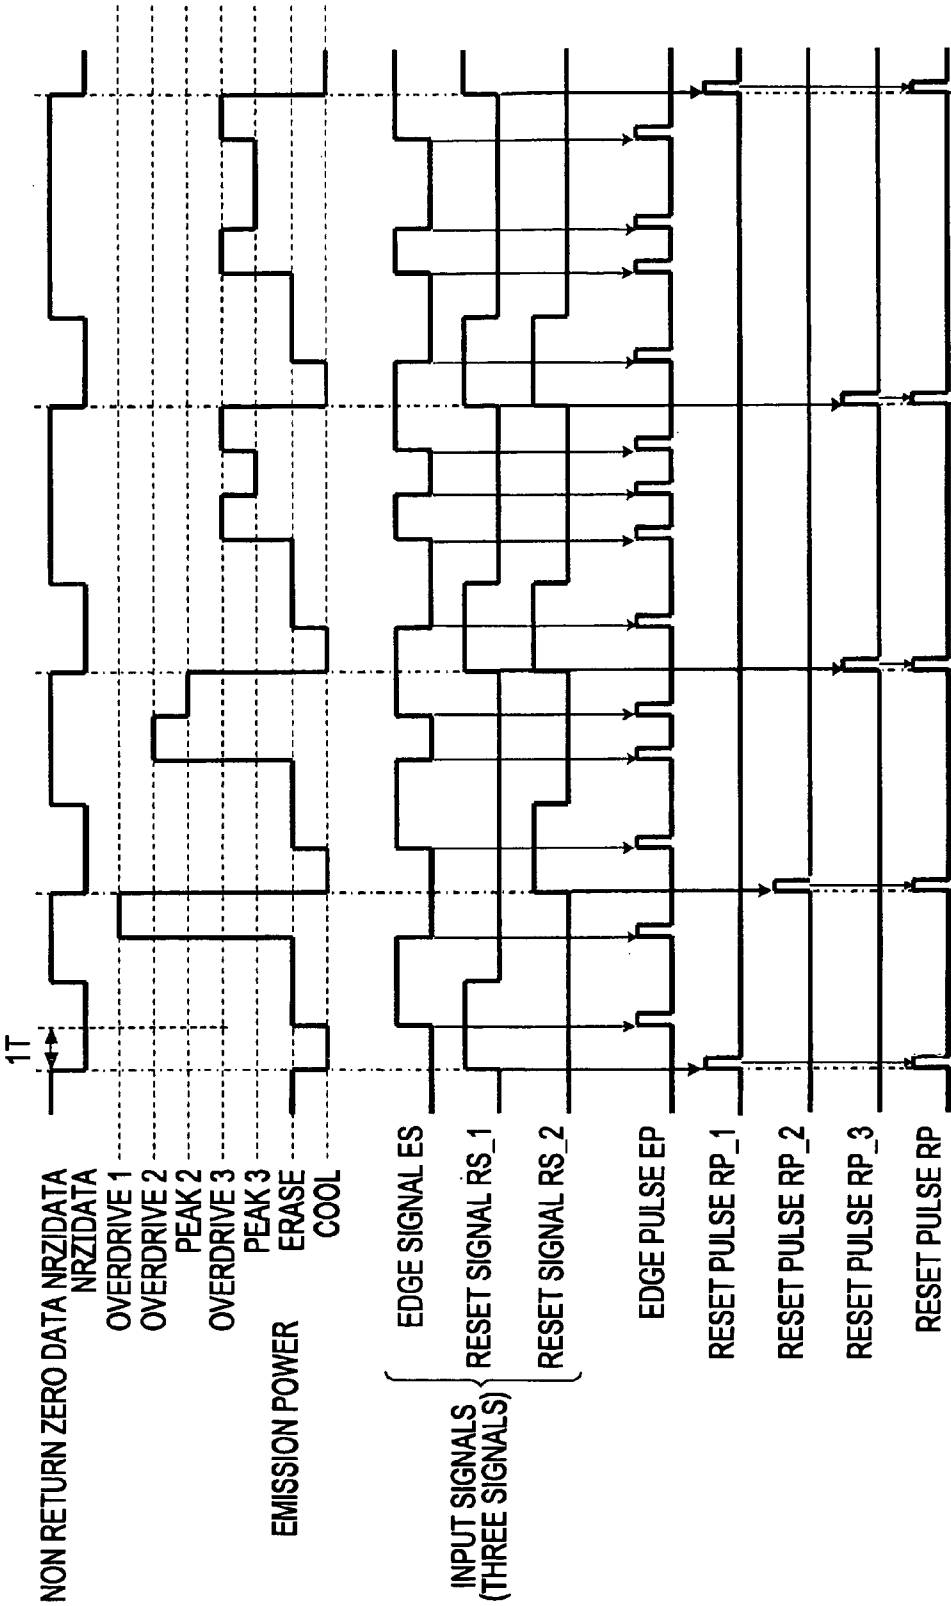 1T
NON RETURN ZERO DATA NRZIDATA
NRZIDATA
OVERDRIVE 1
OVERDRIVE 2
PEAK 2
OVERDRIVE 3
PEAK 3
ERASE
COOL
EMISSION POWER
EDGE SIGNAL ES
RESET SIGNAL RS_1
RESET SIGNAL RS_2
INPUT SIGNALS
(THREE SIGNALS)
EDGE PULSE EP
RESET PULSE RP_1
RESET PULSE RP_2
RESET PULSE RP_3
RESET PULSE RP